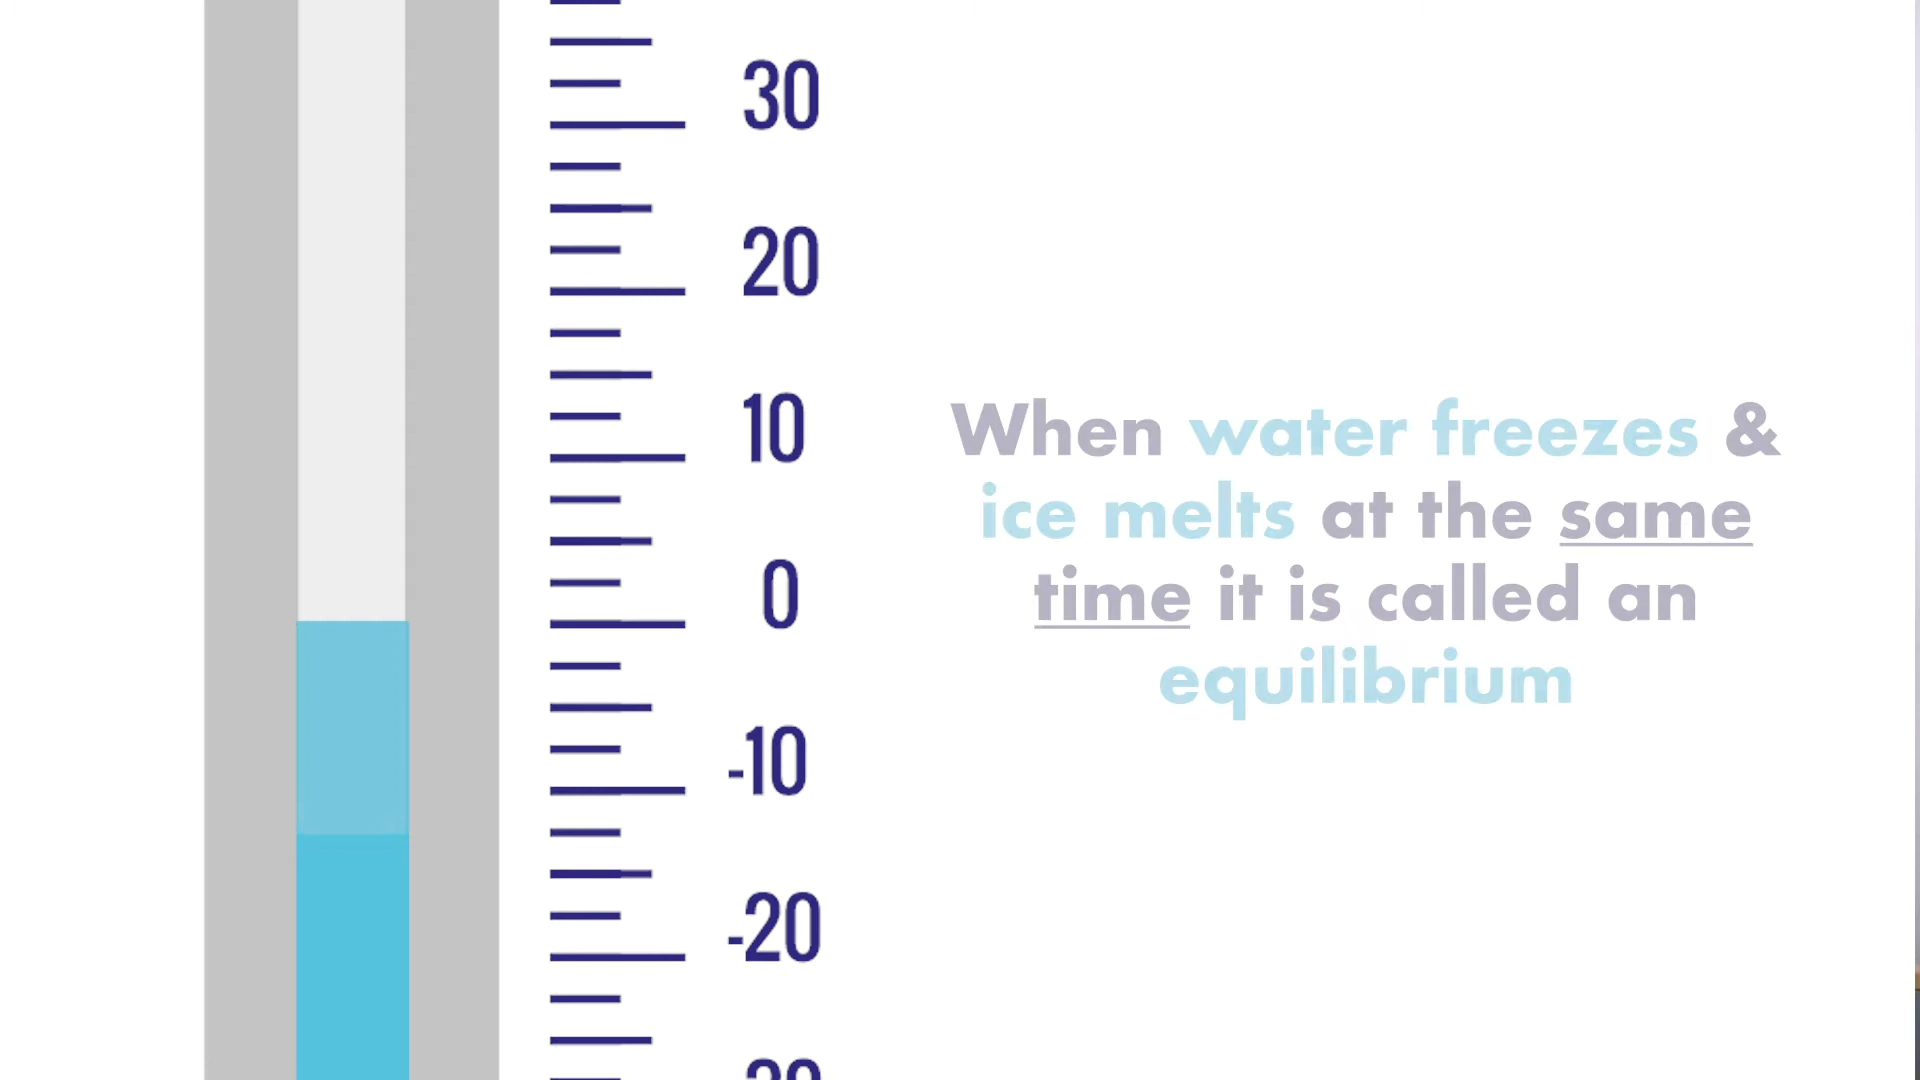 30
20
10
0
-10
-20
When water freezes &
ice melts at the same
time it is called an
equilibrium